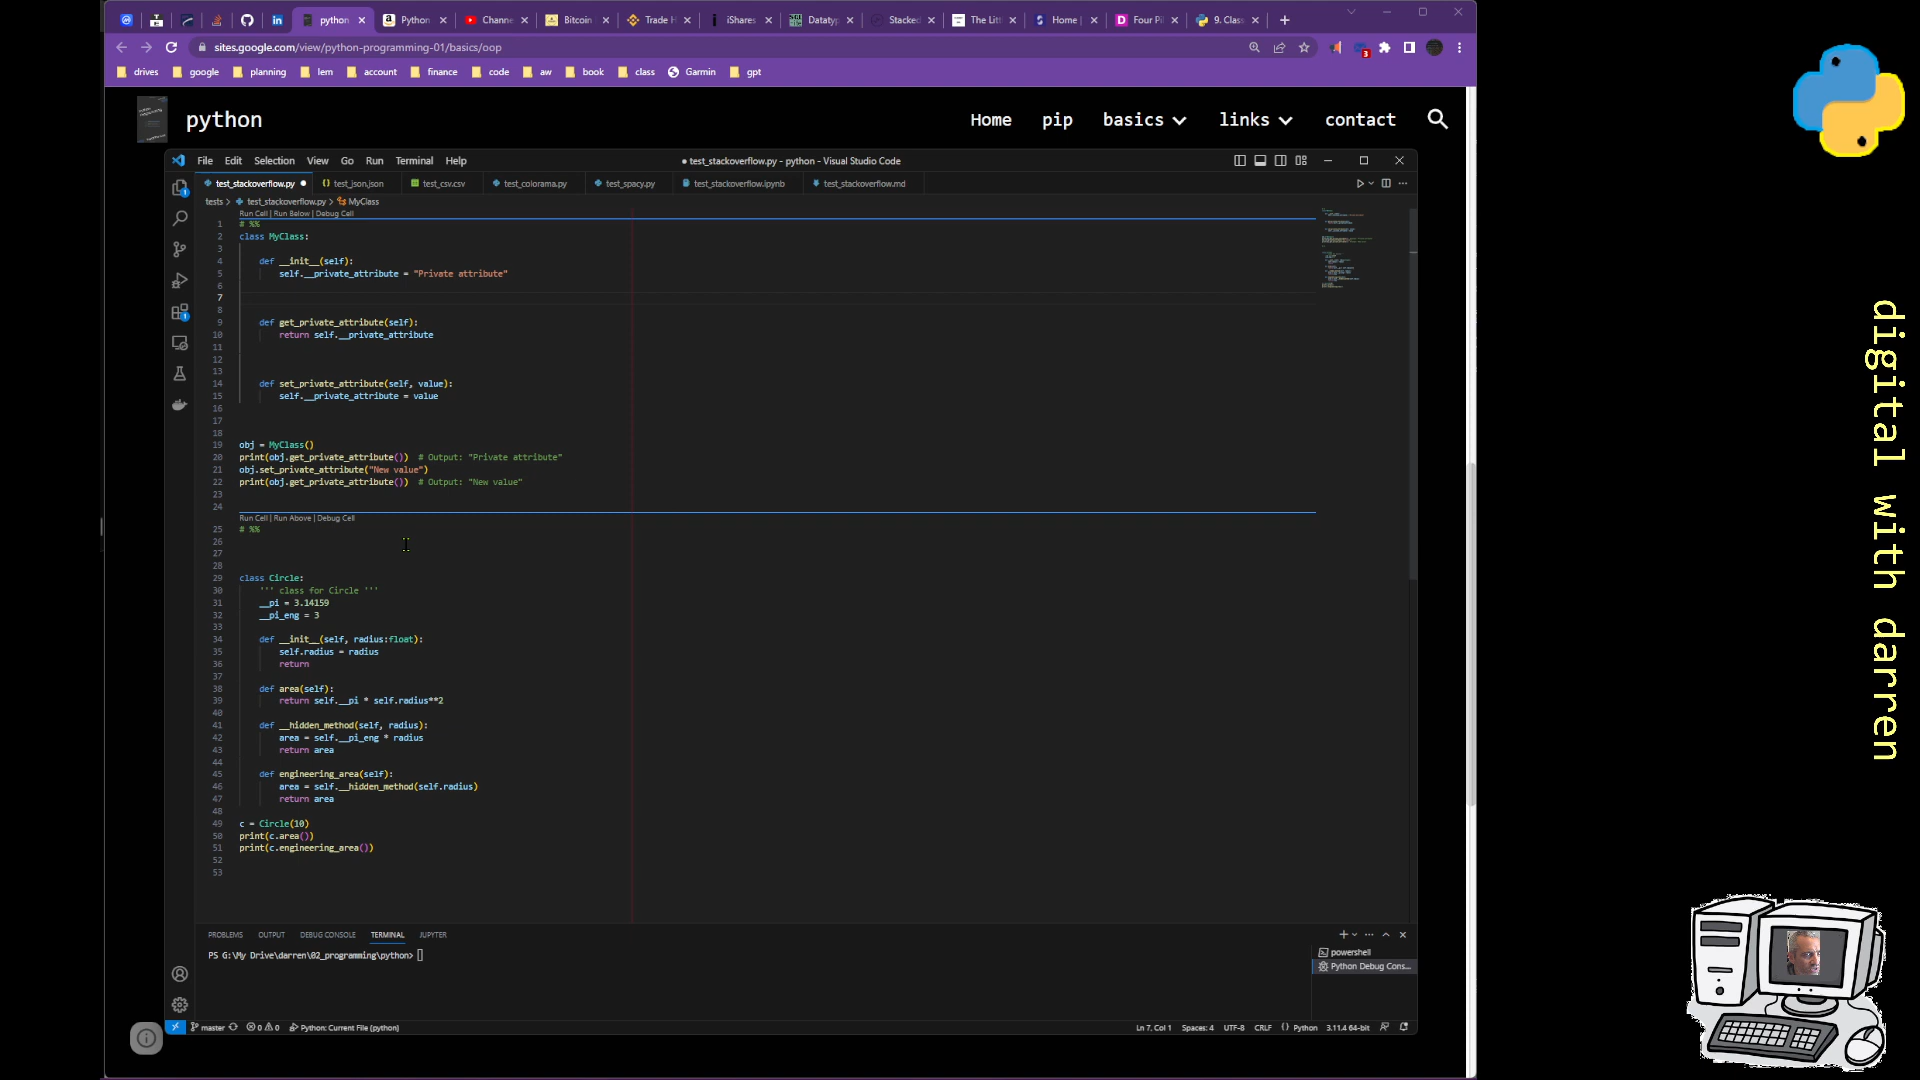 python
Python
Channe
Bitcoin
Trade H
iShares
Datatyp
Stacked
The Litt
Home |
Four Pil
9. Class
sites.google.com/view/python-programming-01/basics/oop
3
drives google planning lem account finance code aw book class Garmin gpt
python
Home pip basics links contact
File Edit Selection View Go Run Terminal Help
● test_stackoverflow.py - python - Visual Studio Code
test_stackoverflow.py ● test_json.json test_csv.csv test_colorama.py test_spacy.py test_stackoverflow.ipynb test_stackoverflow.md
tests > test_stackoverflow.py > MyClass
Run Cell | Run Below | Debug Cell
1 # %%
2 class MyClass:
3
4 def __init__(self):
5 self.__private_attribute = "Private attribute"
6
7
8
9 def get_private_attribute(self):
10 return self.__private_attribute
11
12
13
14 def set_private_attribute(self, value):
15 self.__private_attribute = value
16
17
18
19 obj = MyClass()
20 print(obj.get_private_attribute()) # Output: "Private attribute"
21 obj.set_private_attribute("New value")
22 print(obj.get_private_attribute()) # Output: "New value"
23
24
Run Cell | Run Above | Debug Cell
25 # %%
26
27
28
29 class Circle:
30 ''' class for Circle '''
31 __pi = 3.14159
32 __pi_eng = 3
33
34 def __init__(self, radius:float):
35 self.radius = radius
36 return
37
38 def area(self):
39 return self.__pi * self.radius**2
40
41 def __hidden_method(self, radius):
42 area = self.__pi_eng * radius
43 return area
44
45 def engineering_area(self):
46 area = self.__hidden_method(self.radius)
47 return area
48
49 c = Circle(10)
50 print(c.area())
51 print(c.engineering_area())
52
53
PROBLEMS OUTPUT DEBUG CONSOLE TERMINAL JUPYTER
PS G:\My Drive\darren\02_programming\python>
powershell
Python Debug Cons...
master 0 0 Python: Current File (python)
Ln 7, Col 1 Spaces: 4 UTF-8 CRLF Python 3.11.4 64-bit
digital with darren